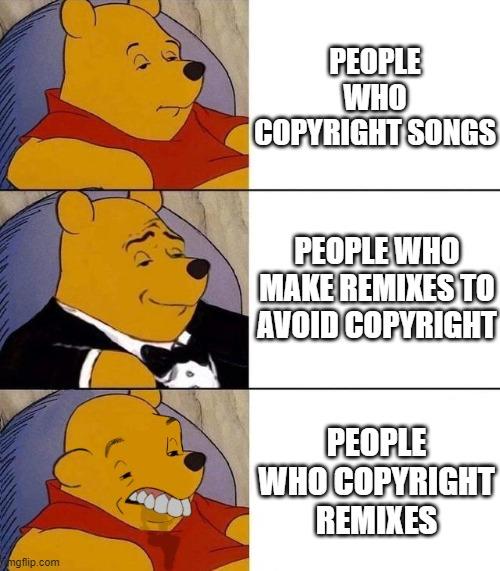 PEOPLE
WHO
COPYRIGHT SONGS
PEOPLE WHO
MAKE REMIXES TO
AVOID COPYRIGHT
PEOPLE
WHO COPYRIGHT
REMIXES
imgflip.com